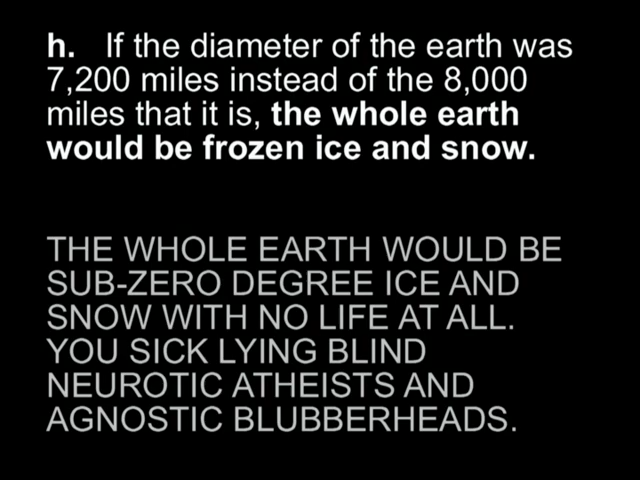 h. If the diameter of the earth was
7,200 miles instead of the 8,000
miles that it is, the whole earth
would be frozen ice and snow.
THE WHOLE EARTH WOULD BE
SUB-ZERO DEGREE ICE AND
SNOW WITH NO LIFE AT ALL.
YOU SICK LYING BLIND
NEUROTIC ATHEISTS AND
AGNOSTIC BLUBBERHEADS.